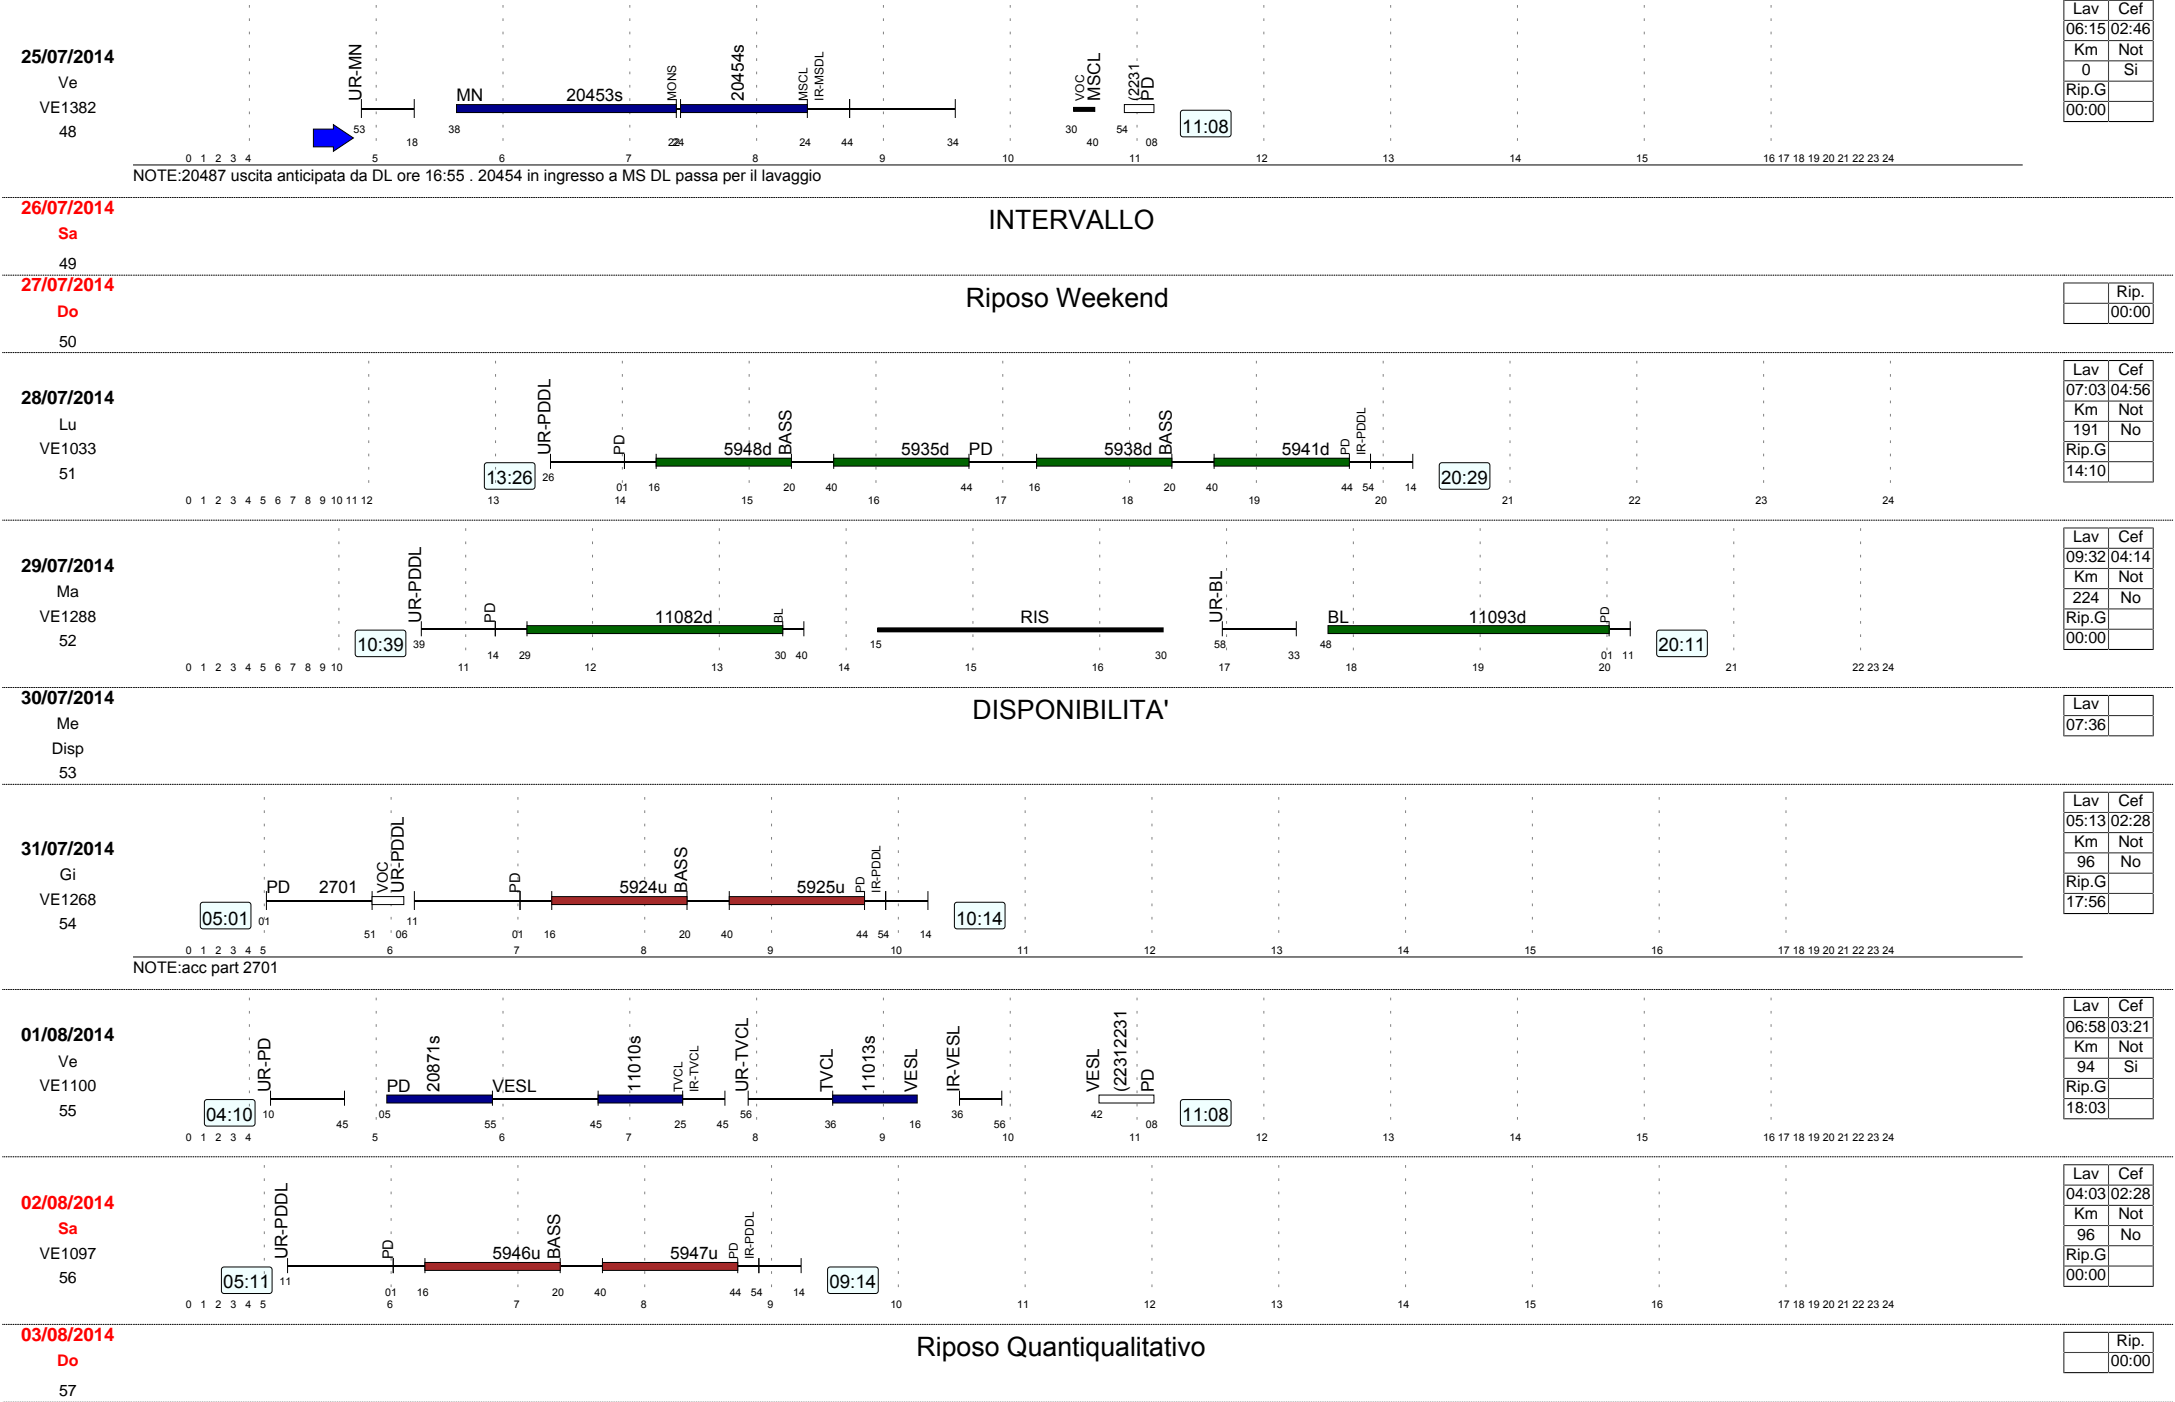 Lav Cef
06:15 02:46
Km Not
0 Si
Rip.G
00:00
25/07/2014
Ve
VE1382
48
UR-MN
MN 20453s MONS 20454s MSCL IR-MSDL VOC MSCL (2231 PD
53 18 38 22 24 24 44 34 30 40 54 08
11:08
0 1 2 3 4 5 6 7 8 9 10 11 12 13 14 15 16 17 18 19 20 21 22 23 24
NOTE:20487 uscita anticipata da DL ore 16:55 . 20454 in ingresso a MS DL passa per il lavaggio
26/07/2014
Sa
49
INTERVALLO
27/07/2014
Do
50
Riposo Weekend
Rip.
00:00
28/07/2014
Lu
VE1033
51
13:26
UR-PDDL PD 5948d BASS 5935d PD 5938d BASS 5941d PD IR-PDDL
26 01 16 20 40 44 16 20 40 44 54 14
20:29
0 1 2 3 4 5 6 7 8 9 10 11 12 13 14 15 16 17 18 19 20 21 22 23 24
Lav Cef
07:03 04:56
Km Not
191 No
Rip.G
14:10
29/07/2014
Ma
VE1288
52
10:39
UR-PDDL PD 11082d BL RIS UR-BL BL 11093d PD
39 14 29 30 40 15 30 58 33 48 01 11
20:11
0 1 2 3 4 5 6 7 8 9 10 11 12 13 14 15 16 17 18 19 20 21 22 23 24
Lav Cef
09:32 04:14
Km Not
224 No
Rip.G
00:00
30/07/2014
Me
Disp
53
DISPONIBILITA'
Lav
07:36
31/07/2014
Gi
VE1268
54
05:01
PD 2701 VOC UR-PDDL PD 5924u BASS 5925u PD IR-PDDL
01 51 06 11 01 16 20 40 44 54 14
10:14
0 1 2 3 4 5 6 7 8 9 10 11 12 13 14 15 16 17 18 19 20 21 22 23 24
NOTE:acc part 2701
Lav Cef
05:13 02:28
Km Not
96 No
Rip.G
17:56
01/08/2014
Ve
VE1100
55
04:10
UR-PD PD 20871s VESL 11010s TVCL IR-TVCL UR-TVCL TVCL 11013s VESL IR-VESL VESL (22312231 PD
10 45 05 55 45 25 45 56 36 16 36 56 42 08
11:08
0 1 2 3 4 5 6 7 8 9 10 11 12 13 14 15 16 17 18 19 20 21 22 23 24
Lav Cef
06:58 03:21
Km Not
94 Si
Rip.G
18:03
02/08/2014
Sa
VE1097
56
05:11
UR-PDDL PD 5946u BASS 5947u PD IR-PDDL
11 01 16 20 40 44 54 14
09:14
0 1 2 3 4 5 6 7 8 9 10 11 12 13 14 15 16 17 18 19 20 21 22 23 24
Lav Cef
04:03 02:28
Km Not
96 No
Rip.G
00:00
03/08/2014
Do
57
Riposo Quantiqualitativo
Rip.
00:00